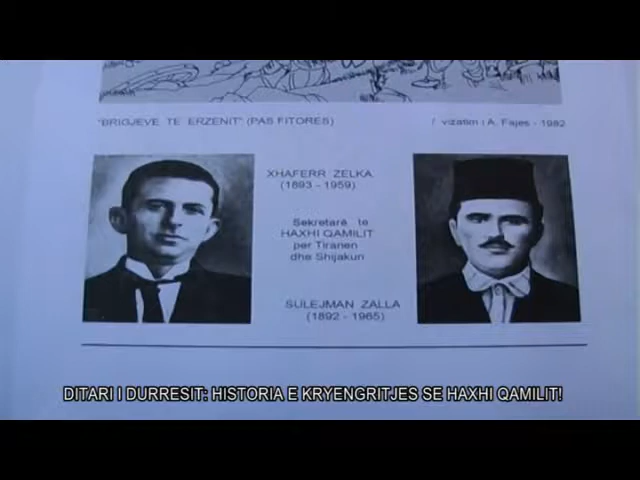 "BRIGJEVE TE ERZENIT" (PAS FITORES)
/ vizatim i A. Fajes - 1982
XHAFERR ZELKA
(1893 - 1959)
Sekretarë të
HAXHI QAMILIT
per Tiranen
dhe Shijakun
SULEJMAN ZALLA
(1892 - 1965)
DITARI I DURRESIT: HISTORIA E KRYENGRITJES SE HAXHI QAMILIT!